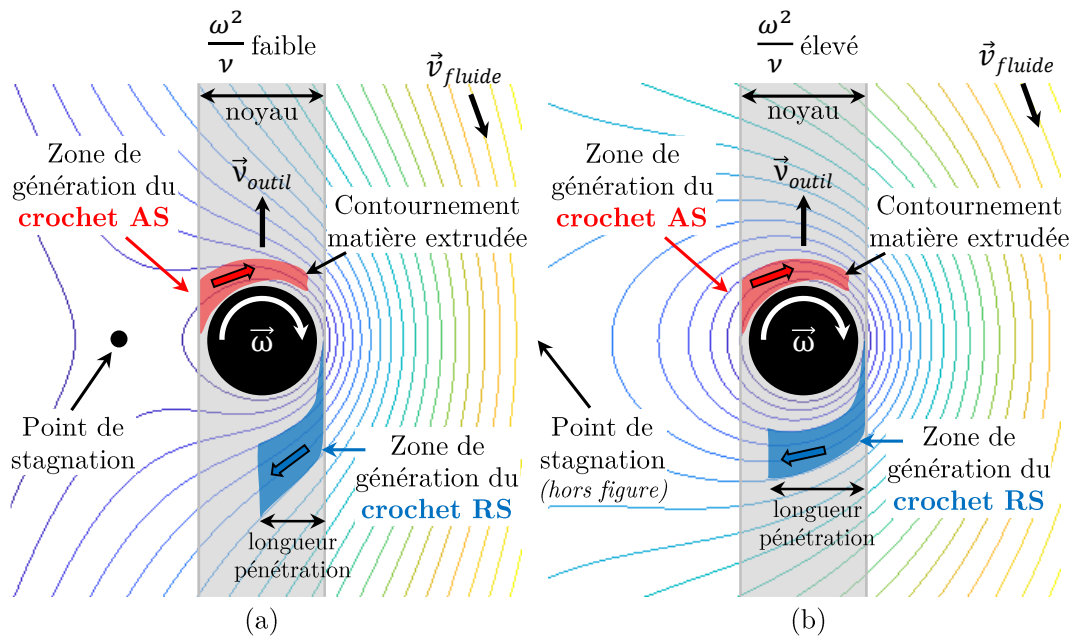 ω²
ν
faible
noyau
v⃗fluide
Zone de
génération du
crochet AS
v⃗outil
Contournement
matière extrudée
ω⃗
Point de
stagnation
Zone de
génération du
crochet RS
longueur
pénétration
(a)
ω²
ν
élevé
noyau
v⃗fluide
Zone de
génération du
crochet AS
v⃗outil
Contournement
matière extrudée
ω⃗
Point de
stagnation
(hors figure)
Zone de
génération du
crochet RS
longueur
pénétration
(b)